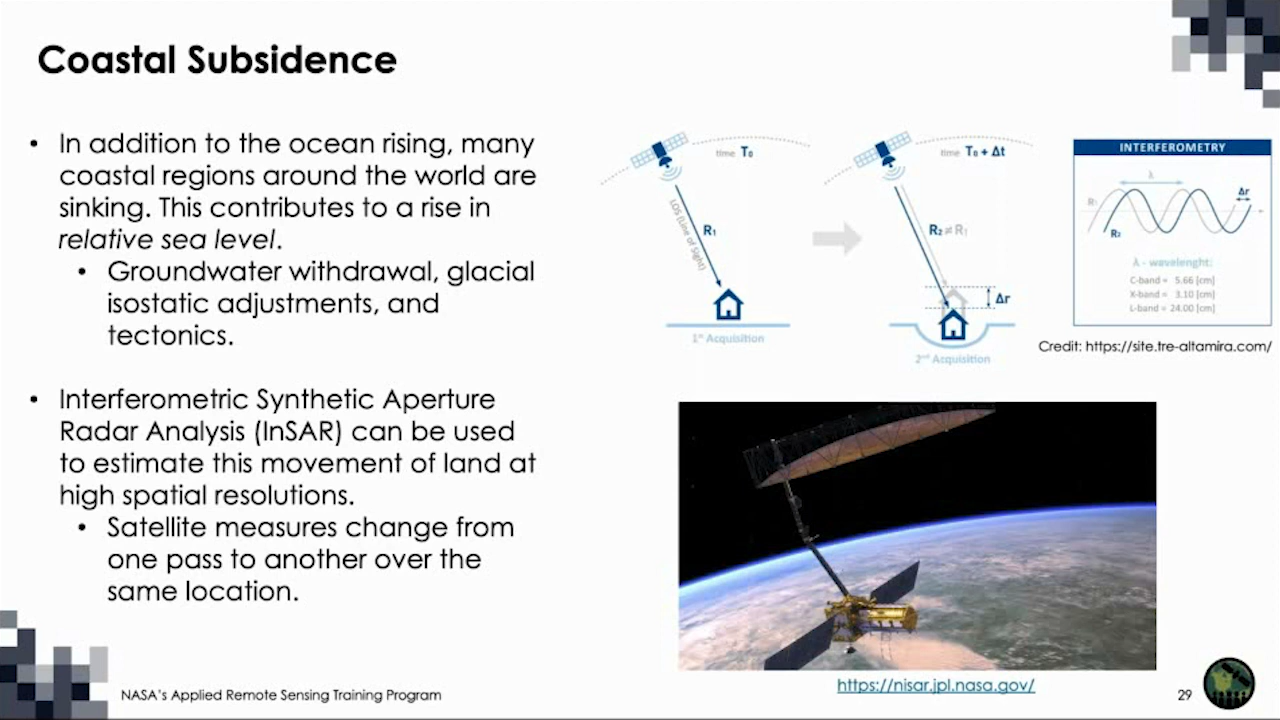 Coastal Subsidence
• In addition to the ocean rising, many
coastal regions around the world are
sinking. This contributes to a rise in
relative sea level.
• Groundwater withdrawal, glacial
isostatic adjustments, and
tectonics.
• Interferometric Synthetic Aperture
Radar Analysis (InSAR) can be used
to estimate this movement of land at
high spatial resolutions.
• Satellite measures change from
one pass to another over the
same location.
time T₀
LOS (Line of Sight)
R₁
1st Acquisition
time T₀ + Δt
R₂ ≠ R₁
Δr
2nd Acquisition
INTERFEROMETRY
λ
Δr
R₁
R₂
λ - wavelenght:
C-band = 5.66 [cm]
X-band = 3.10 [cm]
L-band = 24.00 [cm]
Credit: https://site.tre-altamira.com/
https://nisar.jpl.nasa.gov/
NASA's Applied Remote Sensing Training Program
29